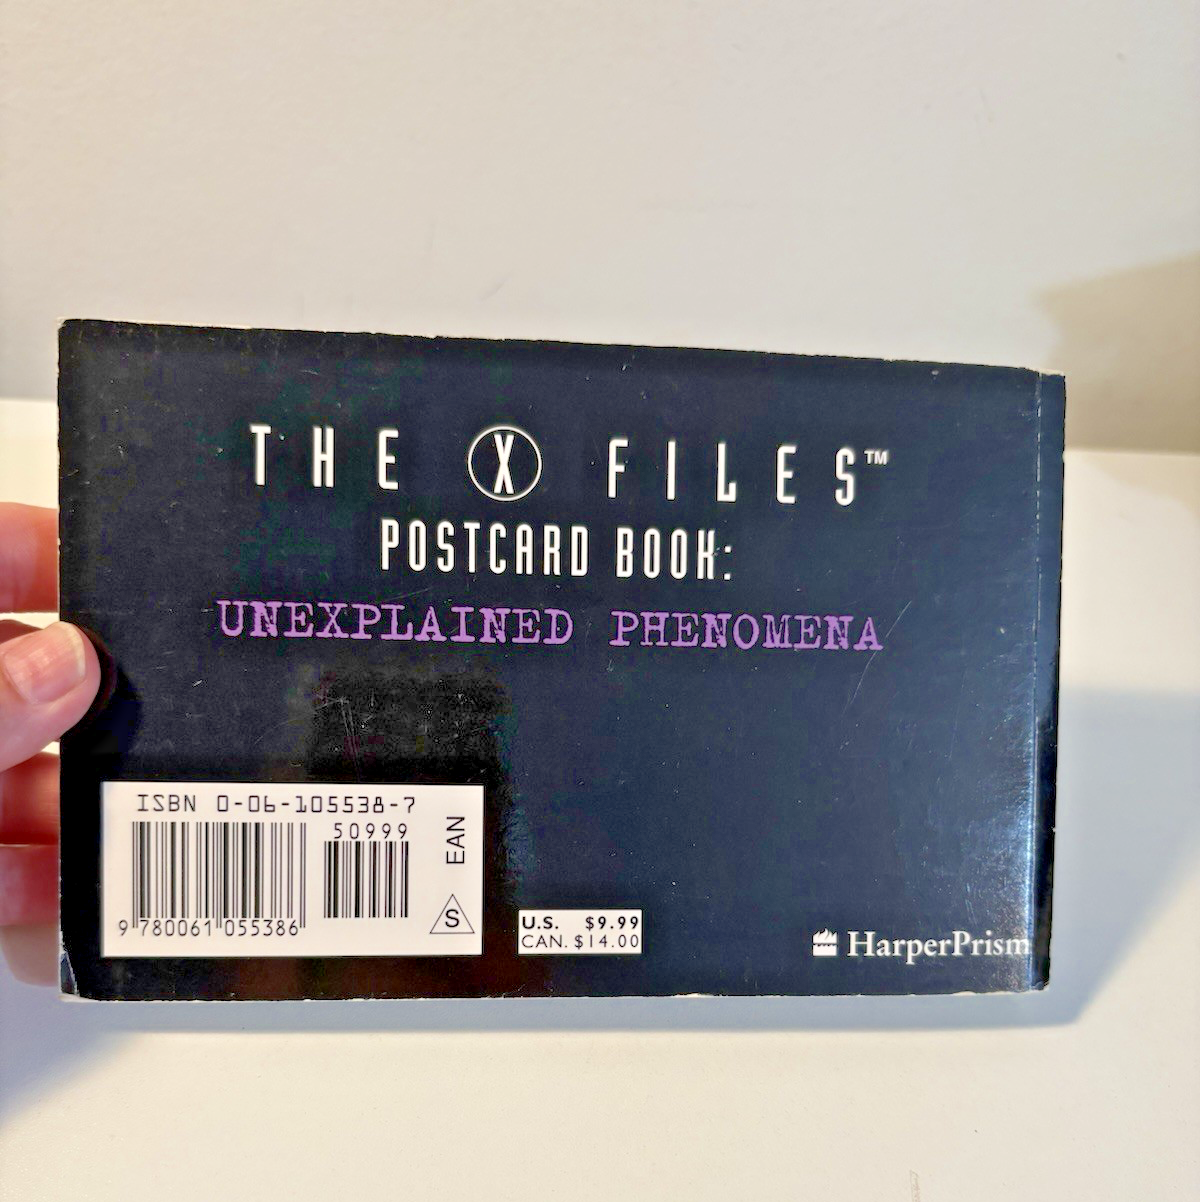 THE X FILES™
POSTCARD BOOK:
UNEXPLAINED PHENOMENA
ISBN 0-06-105538-7
50999
EAN
9 780061 055386
S
U.S. $9.99
CAN. $14.00
HarperPrism